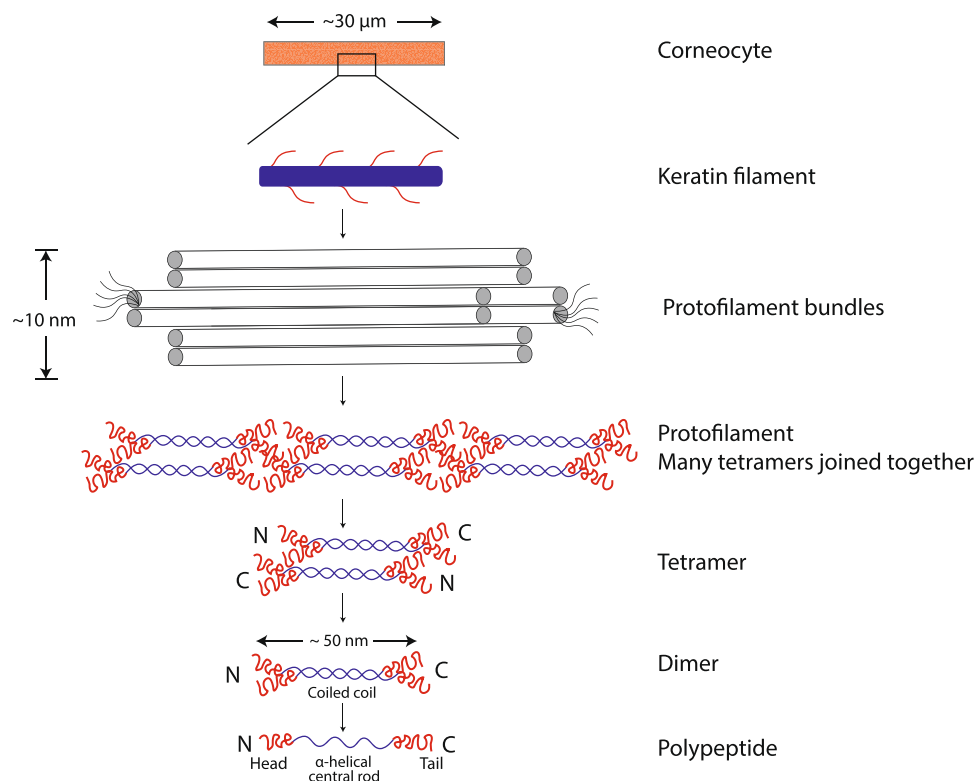 ~30 µm
Corneocyte
Keratin filament
~10 nm
Protofilament bundles
Protofilament
Many tetramers joined together
N
C
Tetramer
C
N
~ 50 nm
Dimer
N
C
Coiled coil
N
C
Polypeptide
Head
α-helical
central rod
Tail